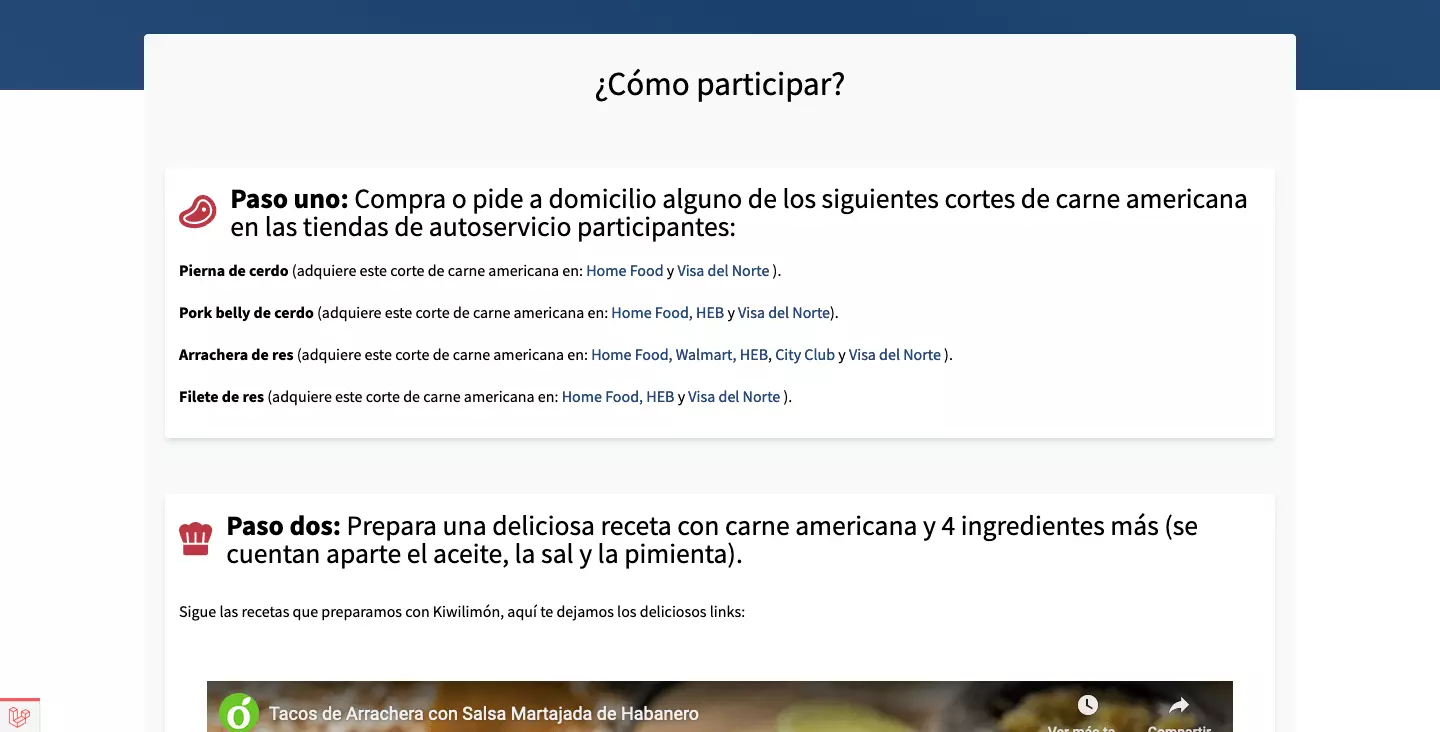 ¿Cómo participar?
Paso uno: Compra o pide a domicilio alguno de los siguientes cortes de carne americana
en las tiendas de autoservicio participantes:
Pierna de cerdo (adquiere este corte de carne americana en: Home Food y Visa del Norte ).
Pork belly de cerdo (adquiere este corte de carne americana en: Home Food, HEB y Visa del Norte).
Arrachera de res (adquiere este corte de carne americana en: Home Food, Walmart, HEB, City Club y Visa del Norte ).
Filete de res (adquiere este corte de carne americana en: Home Food, HEB y Visa del Norte ).
Paso dos: Prepara una deliciosa receta con carne americana y 4 ingredientes más (se
cuentan aparte el aceite, la sal y la pimienta).
Sigue las recetas que preparamos con Kiwilimón, aquí te dejamos los deliciosos links:
Tacos de Arrachera con Salsa Martajada de Habanero
Ver más ta Compartir